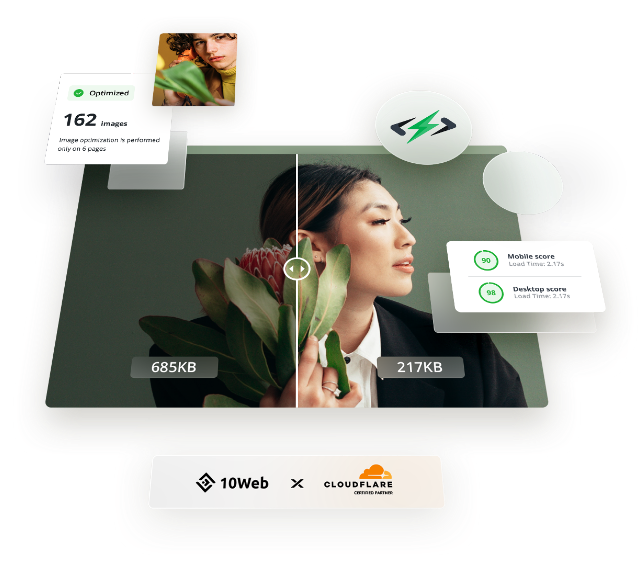 Optimized
162 images
Image optimization is performed
only on 6 pages
90
Mobile score
Load Time: 2.17s
98
Desktop score
Load Time: 2.17s
685KB
217KB
10Web
CLOUDFLARE
CERTIFIED PARTNER